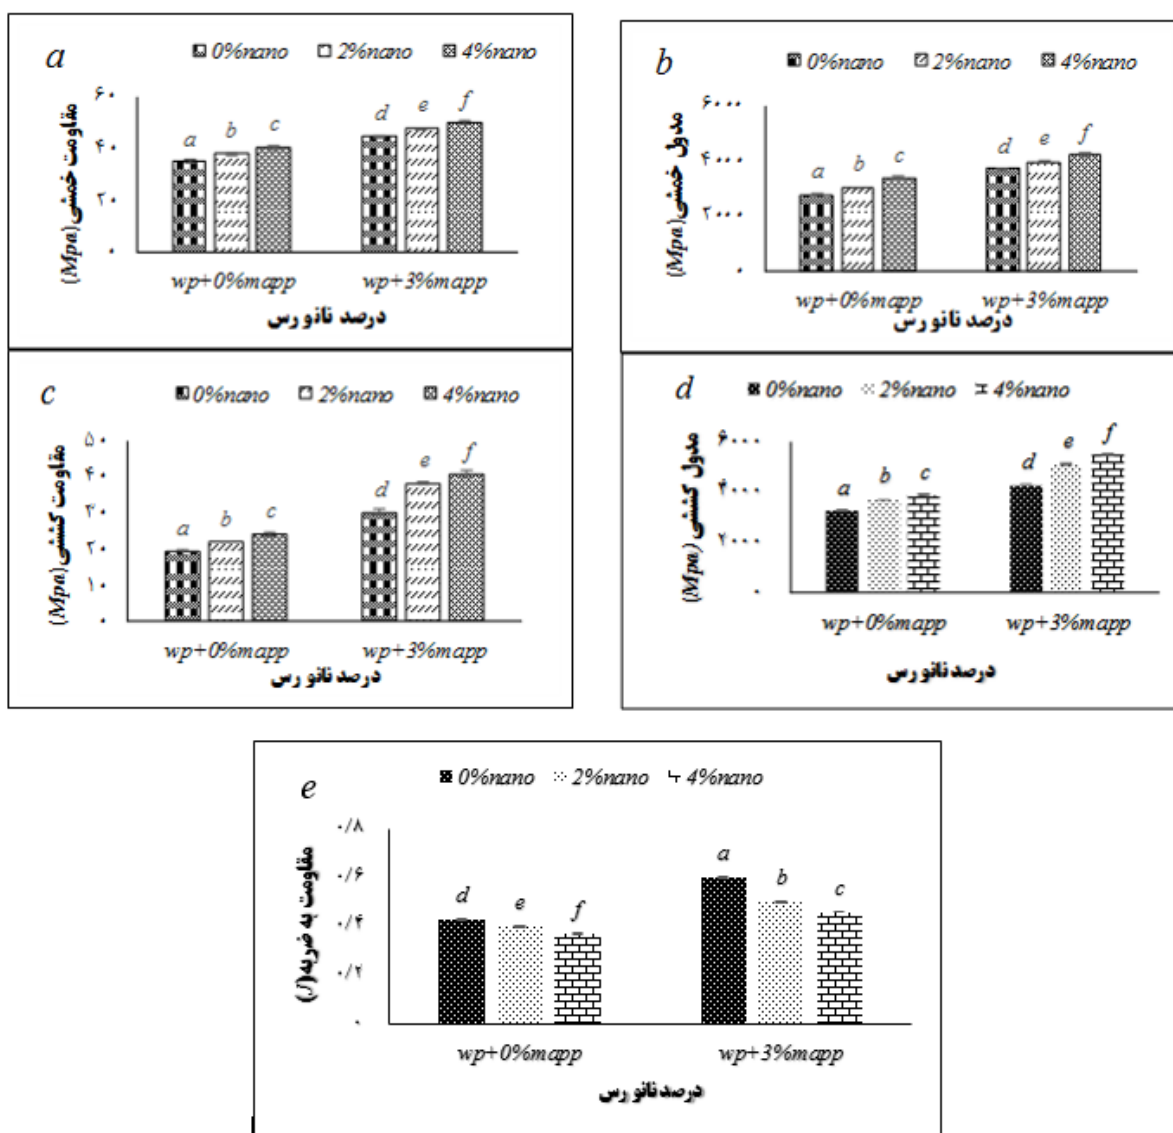 a
0%nano 2%nano 4%nano
مقاومت خمشی(Mpa)
۶۰
۴۰
۲۰
۰
a b c d e f
wp+0%mapp wp+3%mapp
درصد نانو رس
b
0%nano 2%nano 4%nano
مدول خمشی(Mpa)
۶۰۰۰
۴۰۰۰
۲۰۰۰
۰
a b c d e f
wp+0%mapp wp+3%mapp
درصد نانو رس
c
0%nano 2%nano 4%nano
مقاومت کششی(Mpa)
۵۰
۴۰
۳۰
۲۰
۱۰
۰
a b c d e f
wp+0%mapp wp+3%mapp
درصد نانو رس
d
0%nano 2%nano 4%nano
مدول کششی (Mpa)
۶۰۰۰
۴۰۰۰
۲۰۰۰
۰
a b c d e f
wp+0%mapp wp+3%mapp
درصد نانو رس
e
0%nano 2%nano 4%nano
مقاومت به ضربه(J)
۰/۸
۰/۶
۰/۴
۰/۲
۰
d e f a b c
wp+0%mapp wp+3%mapp
درصد نانو رس